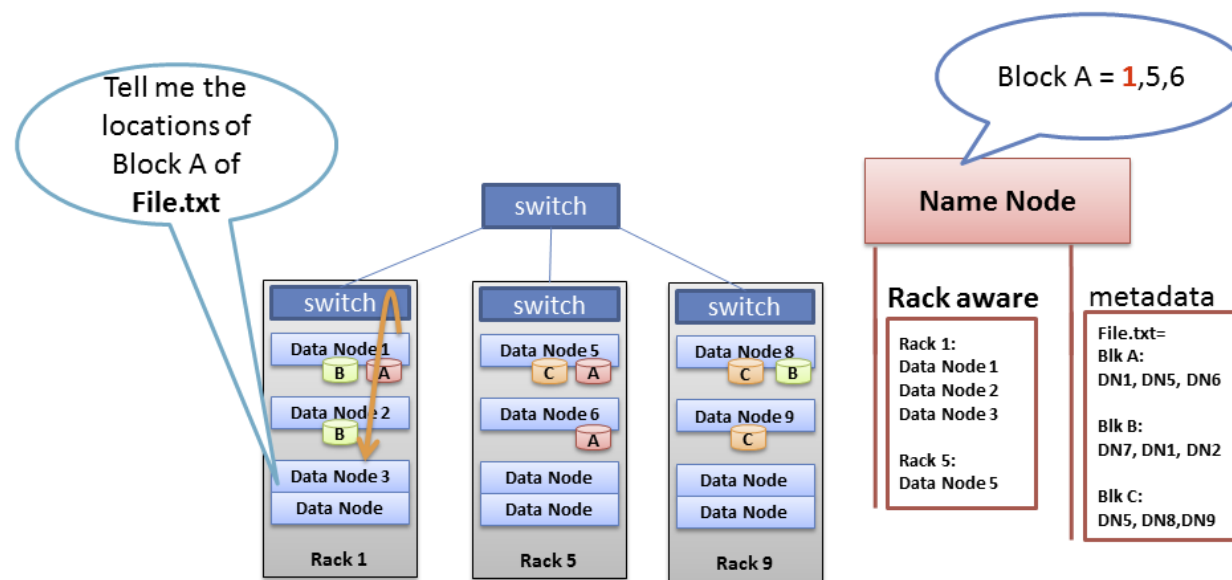 Tell me the
locations of
Block A of
File.txt
Block A = 1,5,6
Name Node
switch
switch
Data Node 1
B
A
Data Node 2
B
Data Node 3
Data Node
Rack 1
switch
Data Node 5
C
A
Data Node 6
A
Data Node
Data Node
Rack 5
switch
Data Node 8
C
B
Data Node 9
C
Data Node
Data Node
Rack 9
Rack aware
Rack 1:
Data Node 1
Data Node 2
Data Node 3
Rack 5:
Data Node 5
metadata
File.txt=
Blk A:
DN1, DN5, DN6
Blk B:
DN7, DN1, DN2
Blk C:
DN5, DN8,DN9